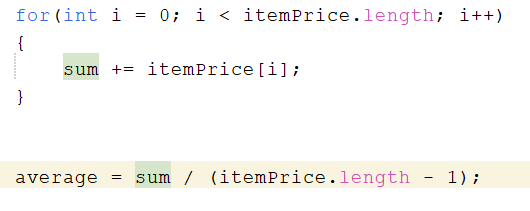 for(int i = 0; i < itemPrice.length; i++)
{
sum += itemPrice[i];
}
average = sum / (itemPrice.length - 1);